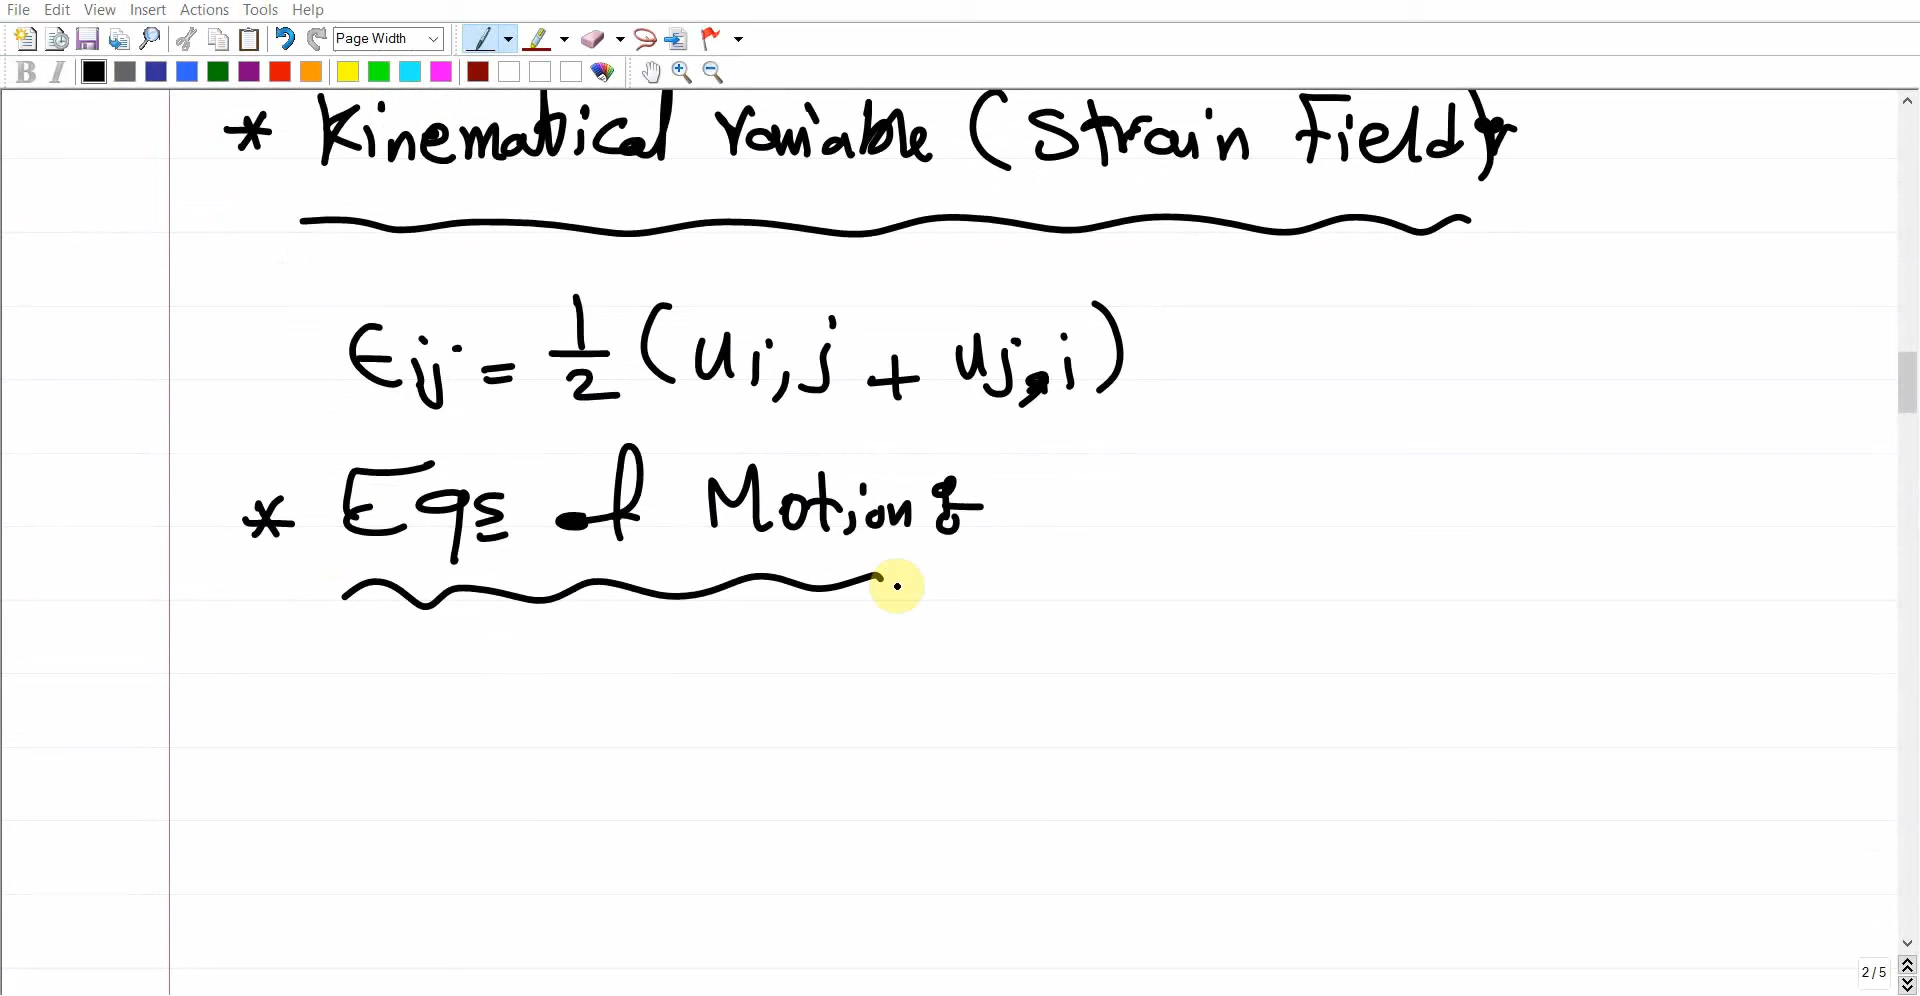 File Edit View Insert Actions Tools Help
Page Width
B I
* Kinematical Variable (Strain Field):
ϵij = 1/2 (ui,j + uj,i)
* Eqs of Motion:
2/5